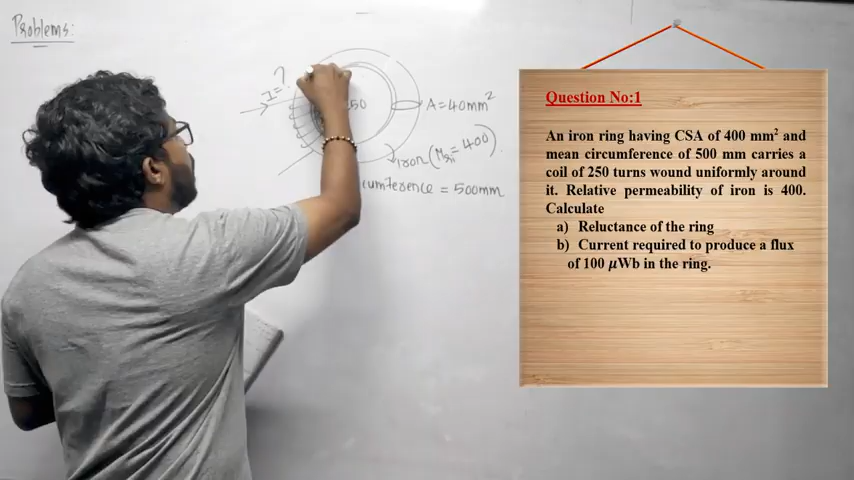 Problems:
I=?
50
A=40mm²
iron (μr=400).
cumference = 500mm
Question No:1
An iron ring having CSA of 400 mm² and
mean circumference of 500 mm carries a
coil of 250 turns wound uniformly around
it. Relative permeability of iron is 400.
Calculate
a) Reluctance of the ring
b) Current required to produce a flux
of 100 μWb in the ring.